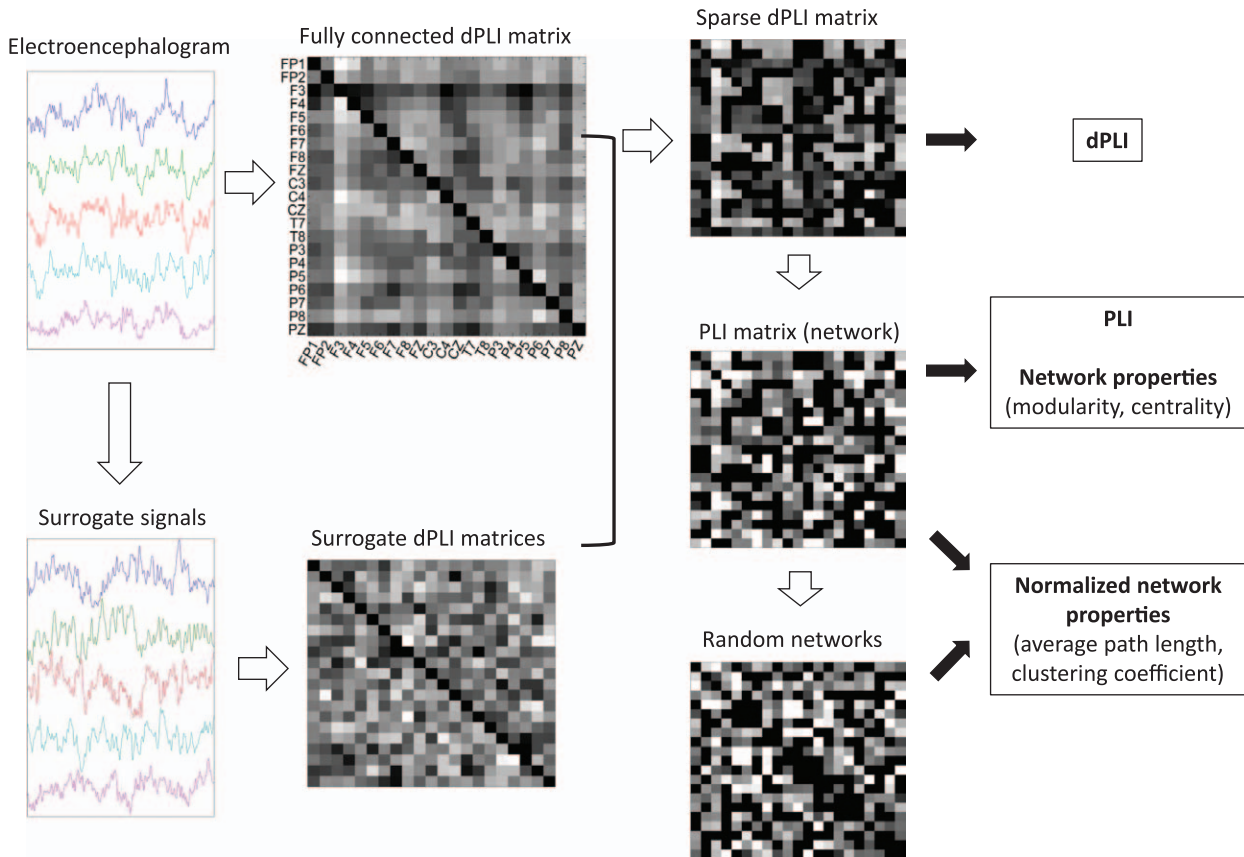 Electroencephalogram
Fully connected dPLI matrix
Sparse dPLI matrix
FP1
FP2
F3
F4
F5
F6
F7
F8
FZ
C3
C4
CZ
T7
T8
P3
P4
P5
P6
P7
P8
PZ
FP1
FP2
F3
F4
F5
F6
F7
F8
FZ
C3
C4
CZ
T7
T8
P3
P4
P5
P6
P7
P8
PZ
dPLI
PLI matrix (network)
PLI
Network properties
(modularity, centrality)
Surrogate signals
Surrogate dPLI matrices
Random networks
Normalized network
properties
(average path length,
clustering coefficient)